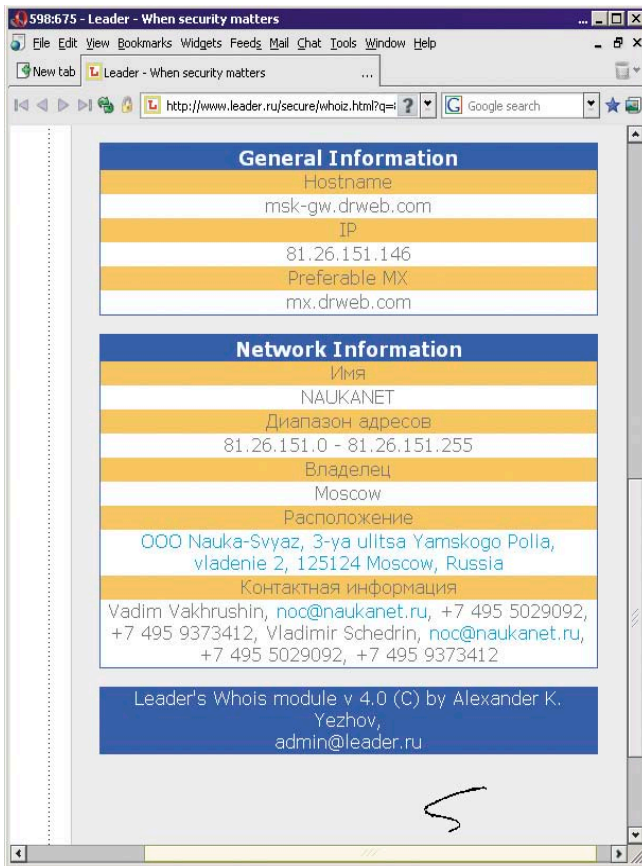 598:675 - Leader - When security matters
File Edit View Bookmarks Widgets Feeds Mail Chat Tools Window Help
New tab Leader - When security matters ...
http://www.leader.ru/secure/whoiz.html?q= Google search
General Information
Hostname
msk-gw.drweb.com
IP
81.26.151.146
Preferable MX
mx.drweb.com
Network Information
Имя
NAUKANET
Диапазон адресов
81.26.151.0 - 81.26.151.255
Владелец
Moscow
Расположение
OOO Nauka-Svyaz, 3-ya ulitsa Yamskogo Polia,
vladenie 2, 125124 Moscow, Russia
Контактная информация
Vadim Vakhrushin, noc@naukanet.ru, +7 495 5029092,
+7 495 9373412, Vladimir Schedrin, noc@naukanet.ru,
+7 495 5029092, +7 495 9373412
Leader's Whois module v 4.0 (C) by Alexander K.
Yezhov,
admin@leader.ru